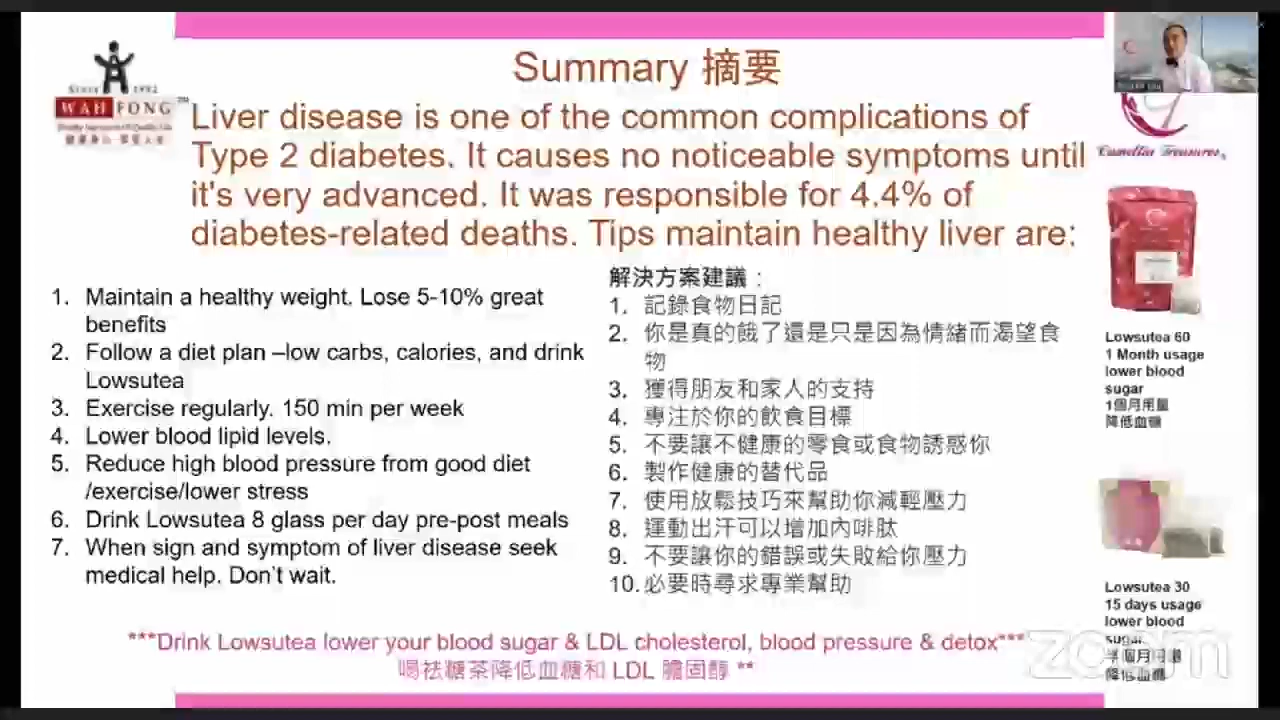 Summary 摘要
Since 1992
WAH FONG™
Liver disease is one of the common complications of
Type 2 diabetes. It causes no noticeable symptoms until
it's very advanced. It was responsible for 4.4% of
diabetes-related deaths. Tips maintain healthy liver are:
1. Maintain a healthy weight. Lose 5-10% great
benefits
2. Follow a diet plan –low carbs, calories, and drink
Lowsutea
3. Exercise regularly. 150 min per week
4. Lower blood lipid levels.
5. Reduce high blood pressure from good diet
/exercise/lower stress
6. Drink Lowsutea 8 glass per day pre-post meals
7. When sign and symptom of liver disease seek
medical help. Don't wait.
解決方案建議：
1. 記錄食物日記
2. 你是真的餓了還是只是因為情緒而渴望食
物
3. 獲得朋友和家人的支持
4. 專注於你的飲食目標
5. 不要讓不健康的零食或食物誘惑你
6. 製作健康的替代品
7. 使用放鬆技巧來幫助你減輕壓力
8. 運動出汗可以增加內啡肽
9. 不要讓你的錯誤或失敗給你壓力
10. 必要時尋求專業幫助
***Drink Lowsutea lower your blood sugar & LDL cholesterol, blood pressure & detox***
喝祛糖茶降低血糖和 LDL 膽固醇 **
Camellia Treasures
Lowsutea 60
1 Month usage
lower blood
sugar
1個月用量
降低血糖
Lowsutea 30
15 days usage
lower blood
sugar
半個月用量
降低血糖
zoom